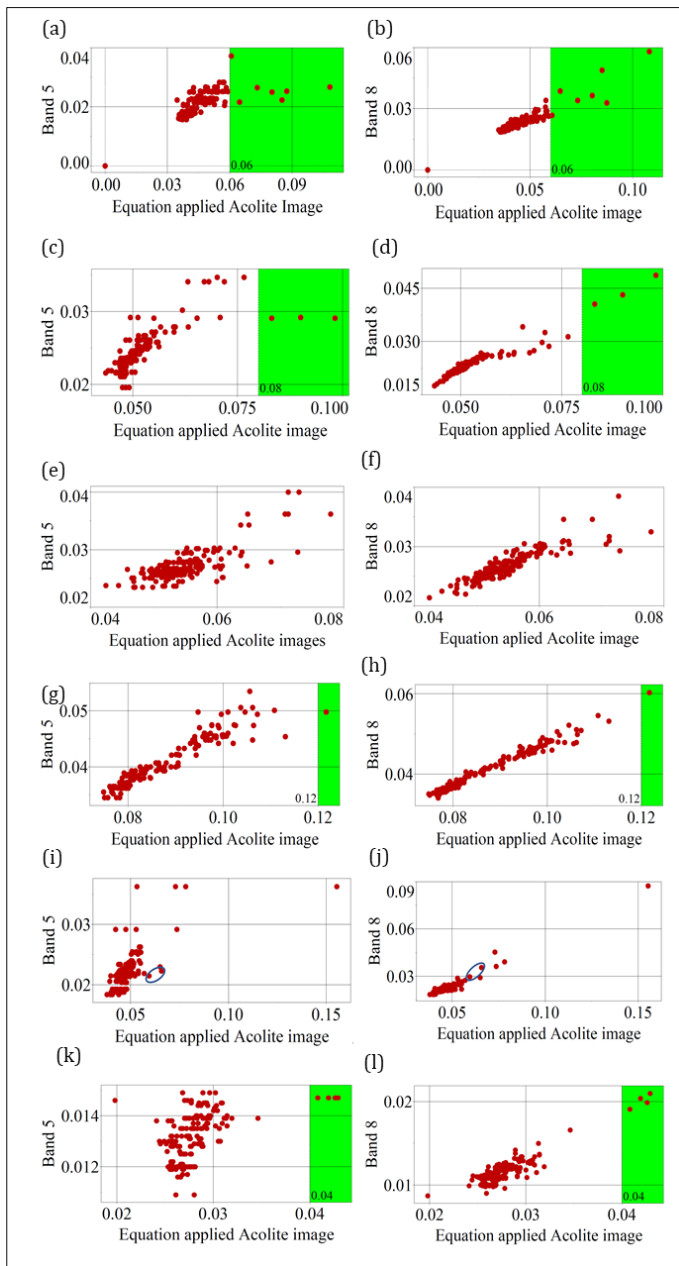 (a)
(b)
Band 5
0.04
0.02
0.00
0.06
0.00
0.03
0.06
0.09
Equation applied Acolite Image
Band 8
0.06
0.03
0.00
0.06
0.00
0.05
0.10
Equation applied Acolite image
(c)
(d)
Band 5
0.03
0.02
0.08
0.050
0.075
0.100
Equation applied Acolite image
Band 8
0.045
0.030
0.015
0.08
0.050
0.075
0.100
Equation applied Acolite image
(e)
(f)
Band 5
0.04
0.03
0.02
0.04
0.06
0.08
Equation applied Acolite images
Band 8
0.04
0.03
0.02
0.04
0.06
0.08
Equation aplied Acolite image
(g)
(h)
Band 5
0.05
0.04
0.12
0.08
0.10
0.12
Equation applied Acolite image
Band 8
0.06
0.04
0.12
0.08
0.10
0.12
Equation applied Acolite image
(i)
(j)
Band 5
0.03
0.02
0.05
0.10
0.15
Equation applied Acolite image
Band 8
0.09
0.06
0.03
0.00
0.05
0.10
0.15
Equation applied Acolite image
(k)
(l)
Band 5
0.014
0.012
0.04
0.02
0.03
0.04
Equation applied Acolite image
Band 8
0.02
0.01
0.04
0.02
0.03
0.04
Equation applied Acolite image